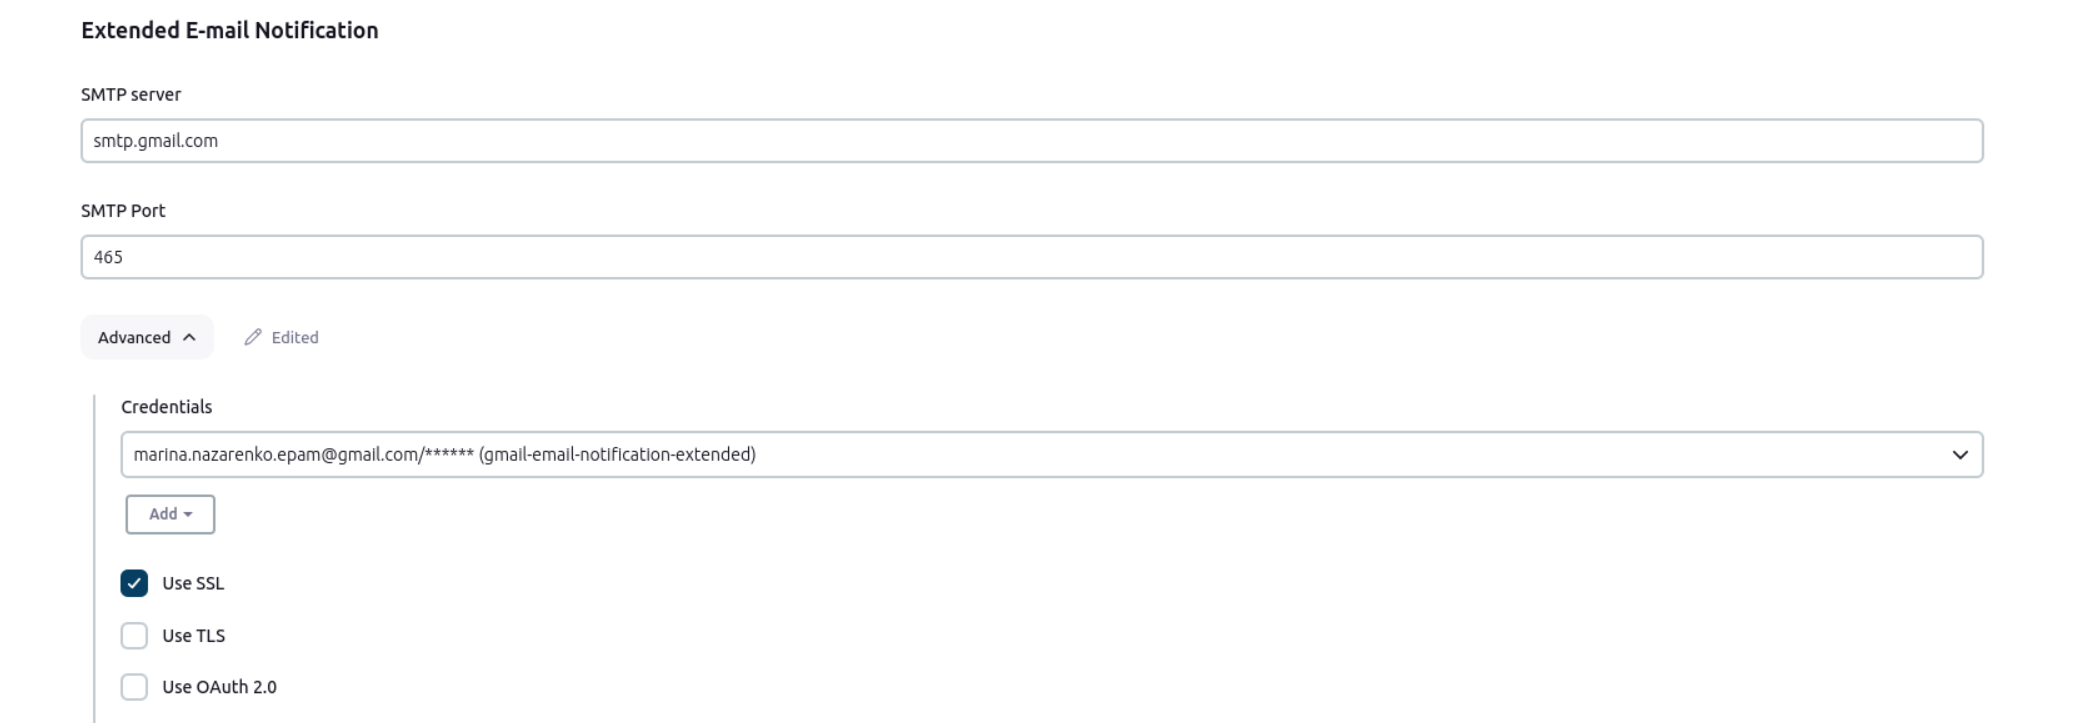 Extended E-mail Notification
SMTP server
smtp.gmail.com
SMTP Port
465
Advanced Edited
Credentials
marina.nazarenko.epam@gmail.com/****** (gmail-email-notification-extended)
Add
Use SSL
Use TLS
Use OAuth 2.0